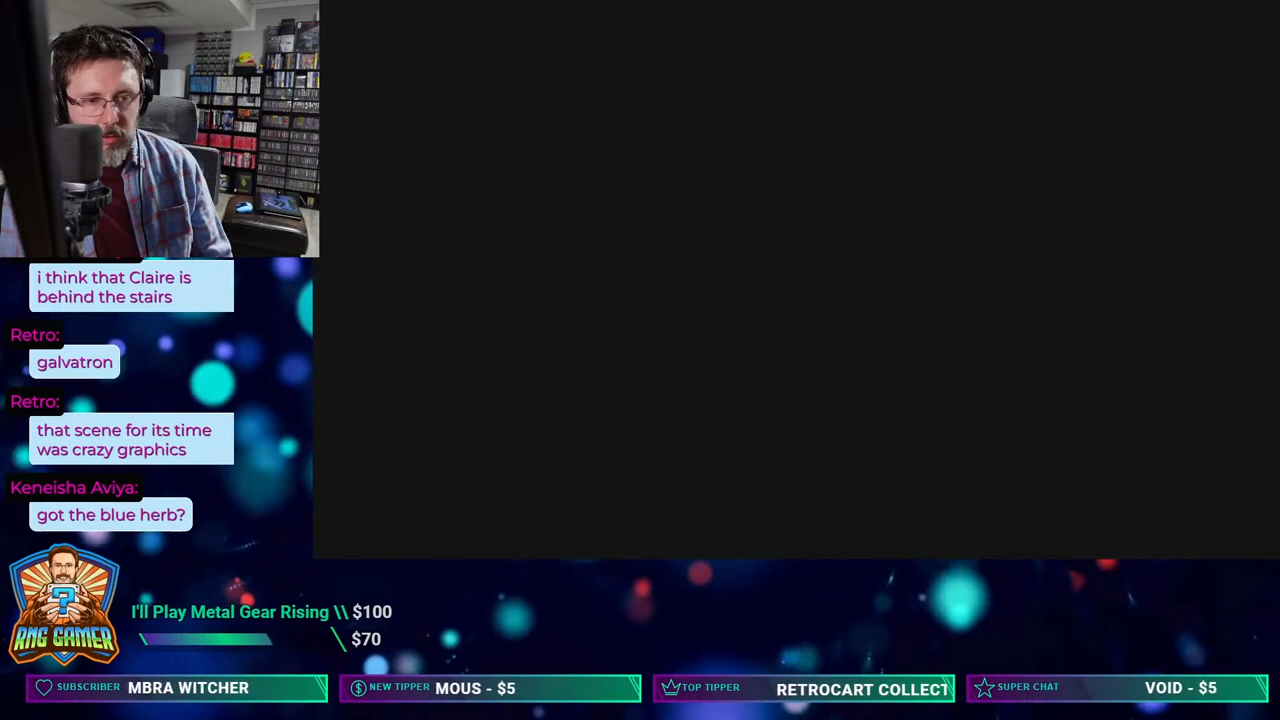 i think that Claire is
behind the stairs
Retro:
galvatron
Retro:
that scene for its time
was crazy graphics
Keneisha Aviya:
got the blue herb?
?
RNG GAMER
I'll Play Metal Gear Rising \\ $100
\ $70
SUBSCRIBER MBRA WITCHER
NEW TIPPER MOUS - $5
TOP TIPPER RETROCART COLLECT
SUPER CHAT VOID - $5